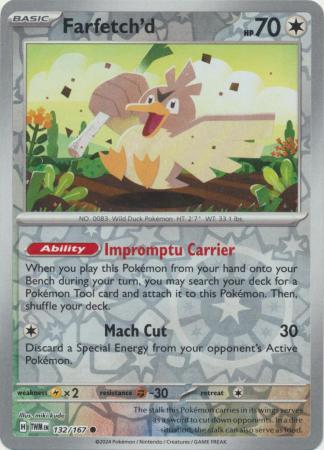 BASIC
Farfetch'd
HP 70
NO. 0083 Wild Duck Pokémon HT: 2'7" WT: 33.1 lbs.
Ability Impromptu Carrier
When you play this Pokémon from your hand onto your
Bench during your turn, you may search your deck for a
Pokémon Tool card and attach it to this Pokémon. Then,
shuffle your deck.
Mach Cut 30
Discard a Special Energy from your opponent's Active
Pokémon.
weakness ×2 resistance -30 retreat
Illus. miki kudo
H TWM EN 132/167
The stalk this Pokémon carries in its wings serves
as a sword to cut down opponents. In a dire
situation, the stalk can also serve as food.
©2024 Pokémon / Nintendo / Creatures / GAME FREAK